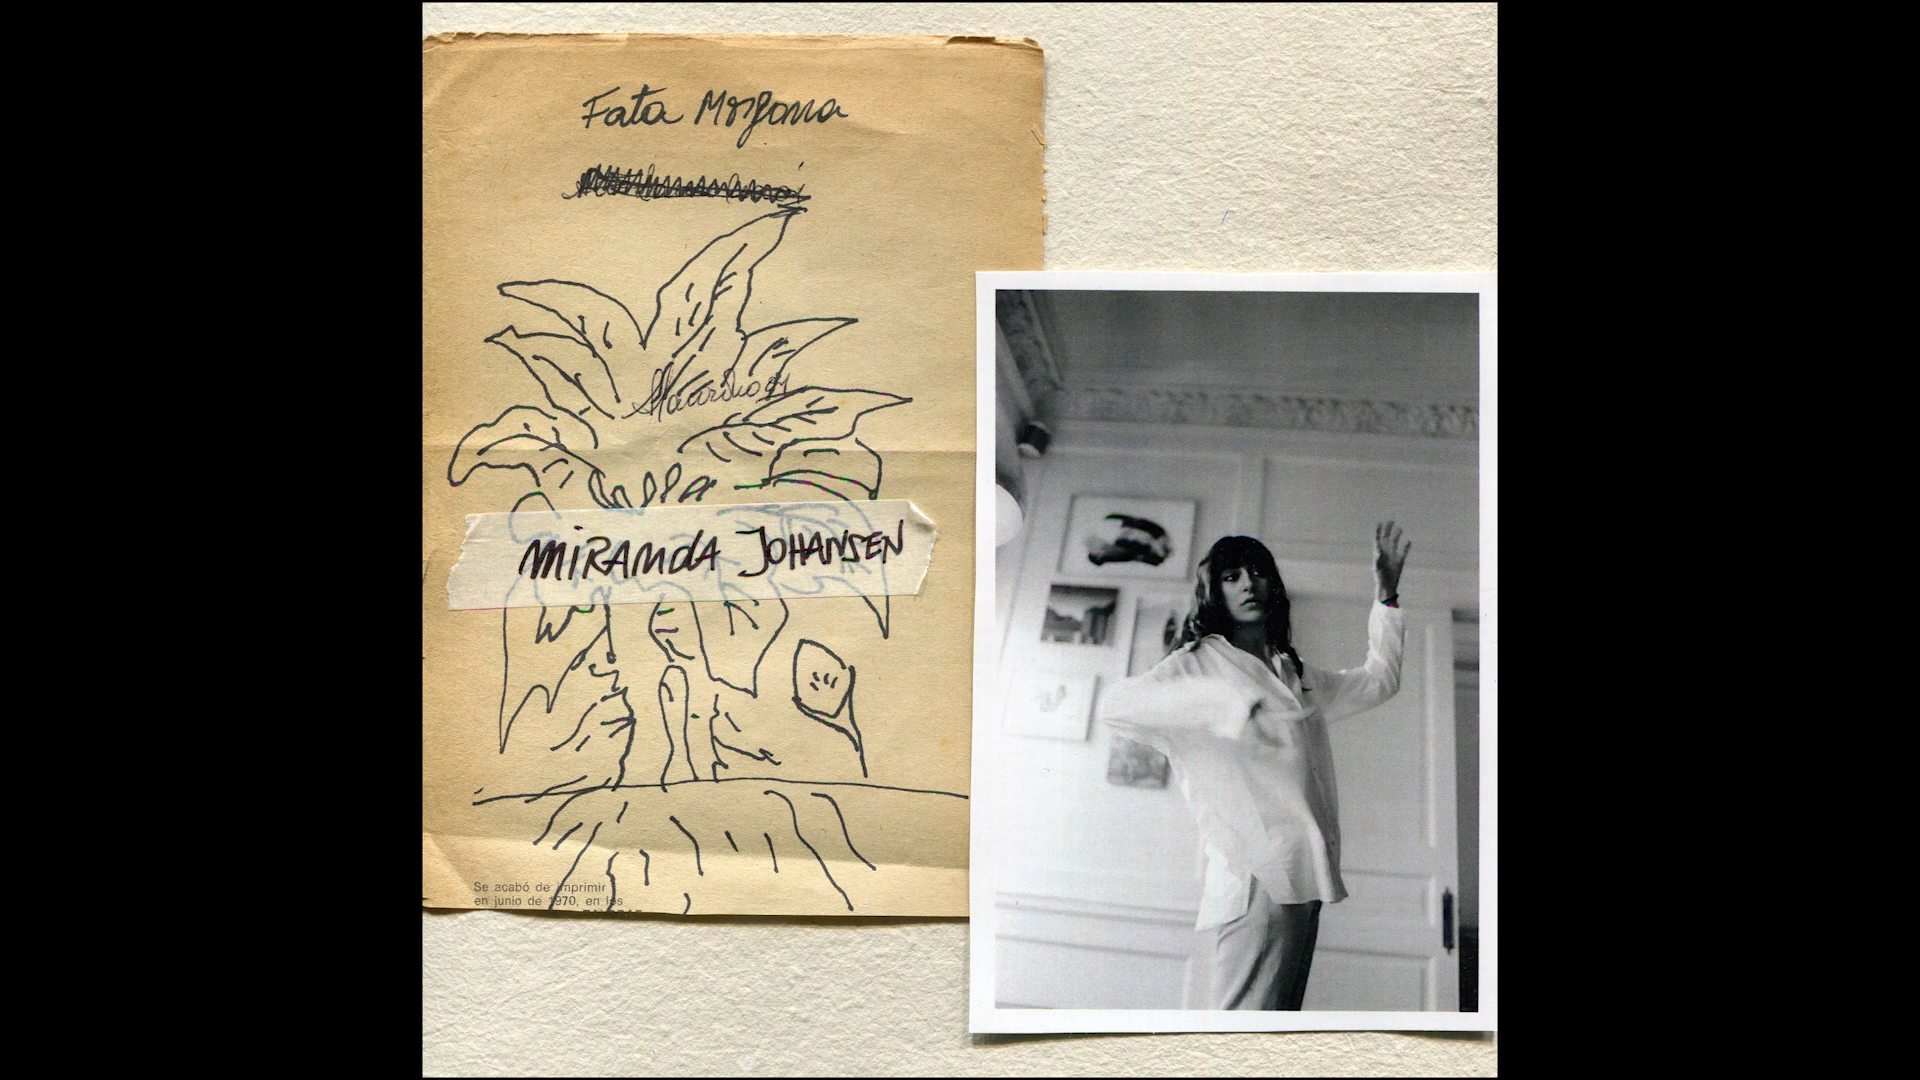 Fata Morgana
MIRANDA JOHANSEN
Se acabó de imprimir
en junio de 1970, en los